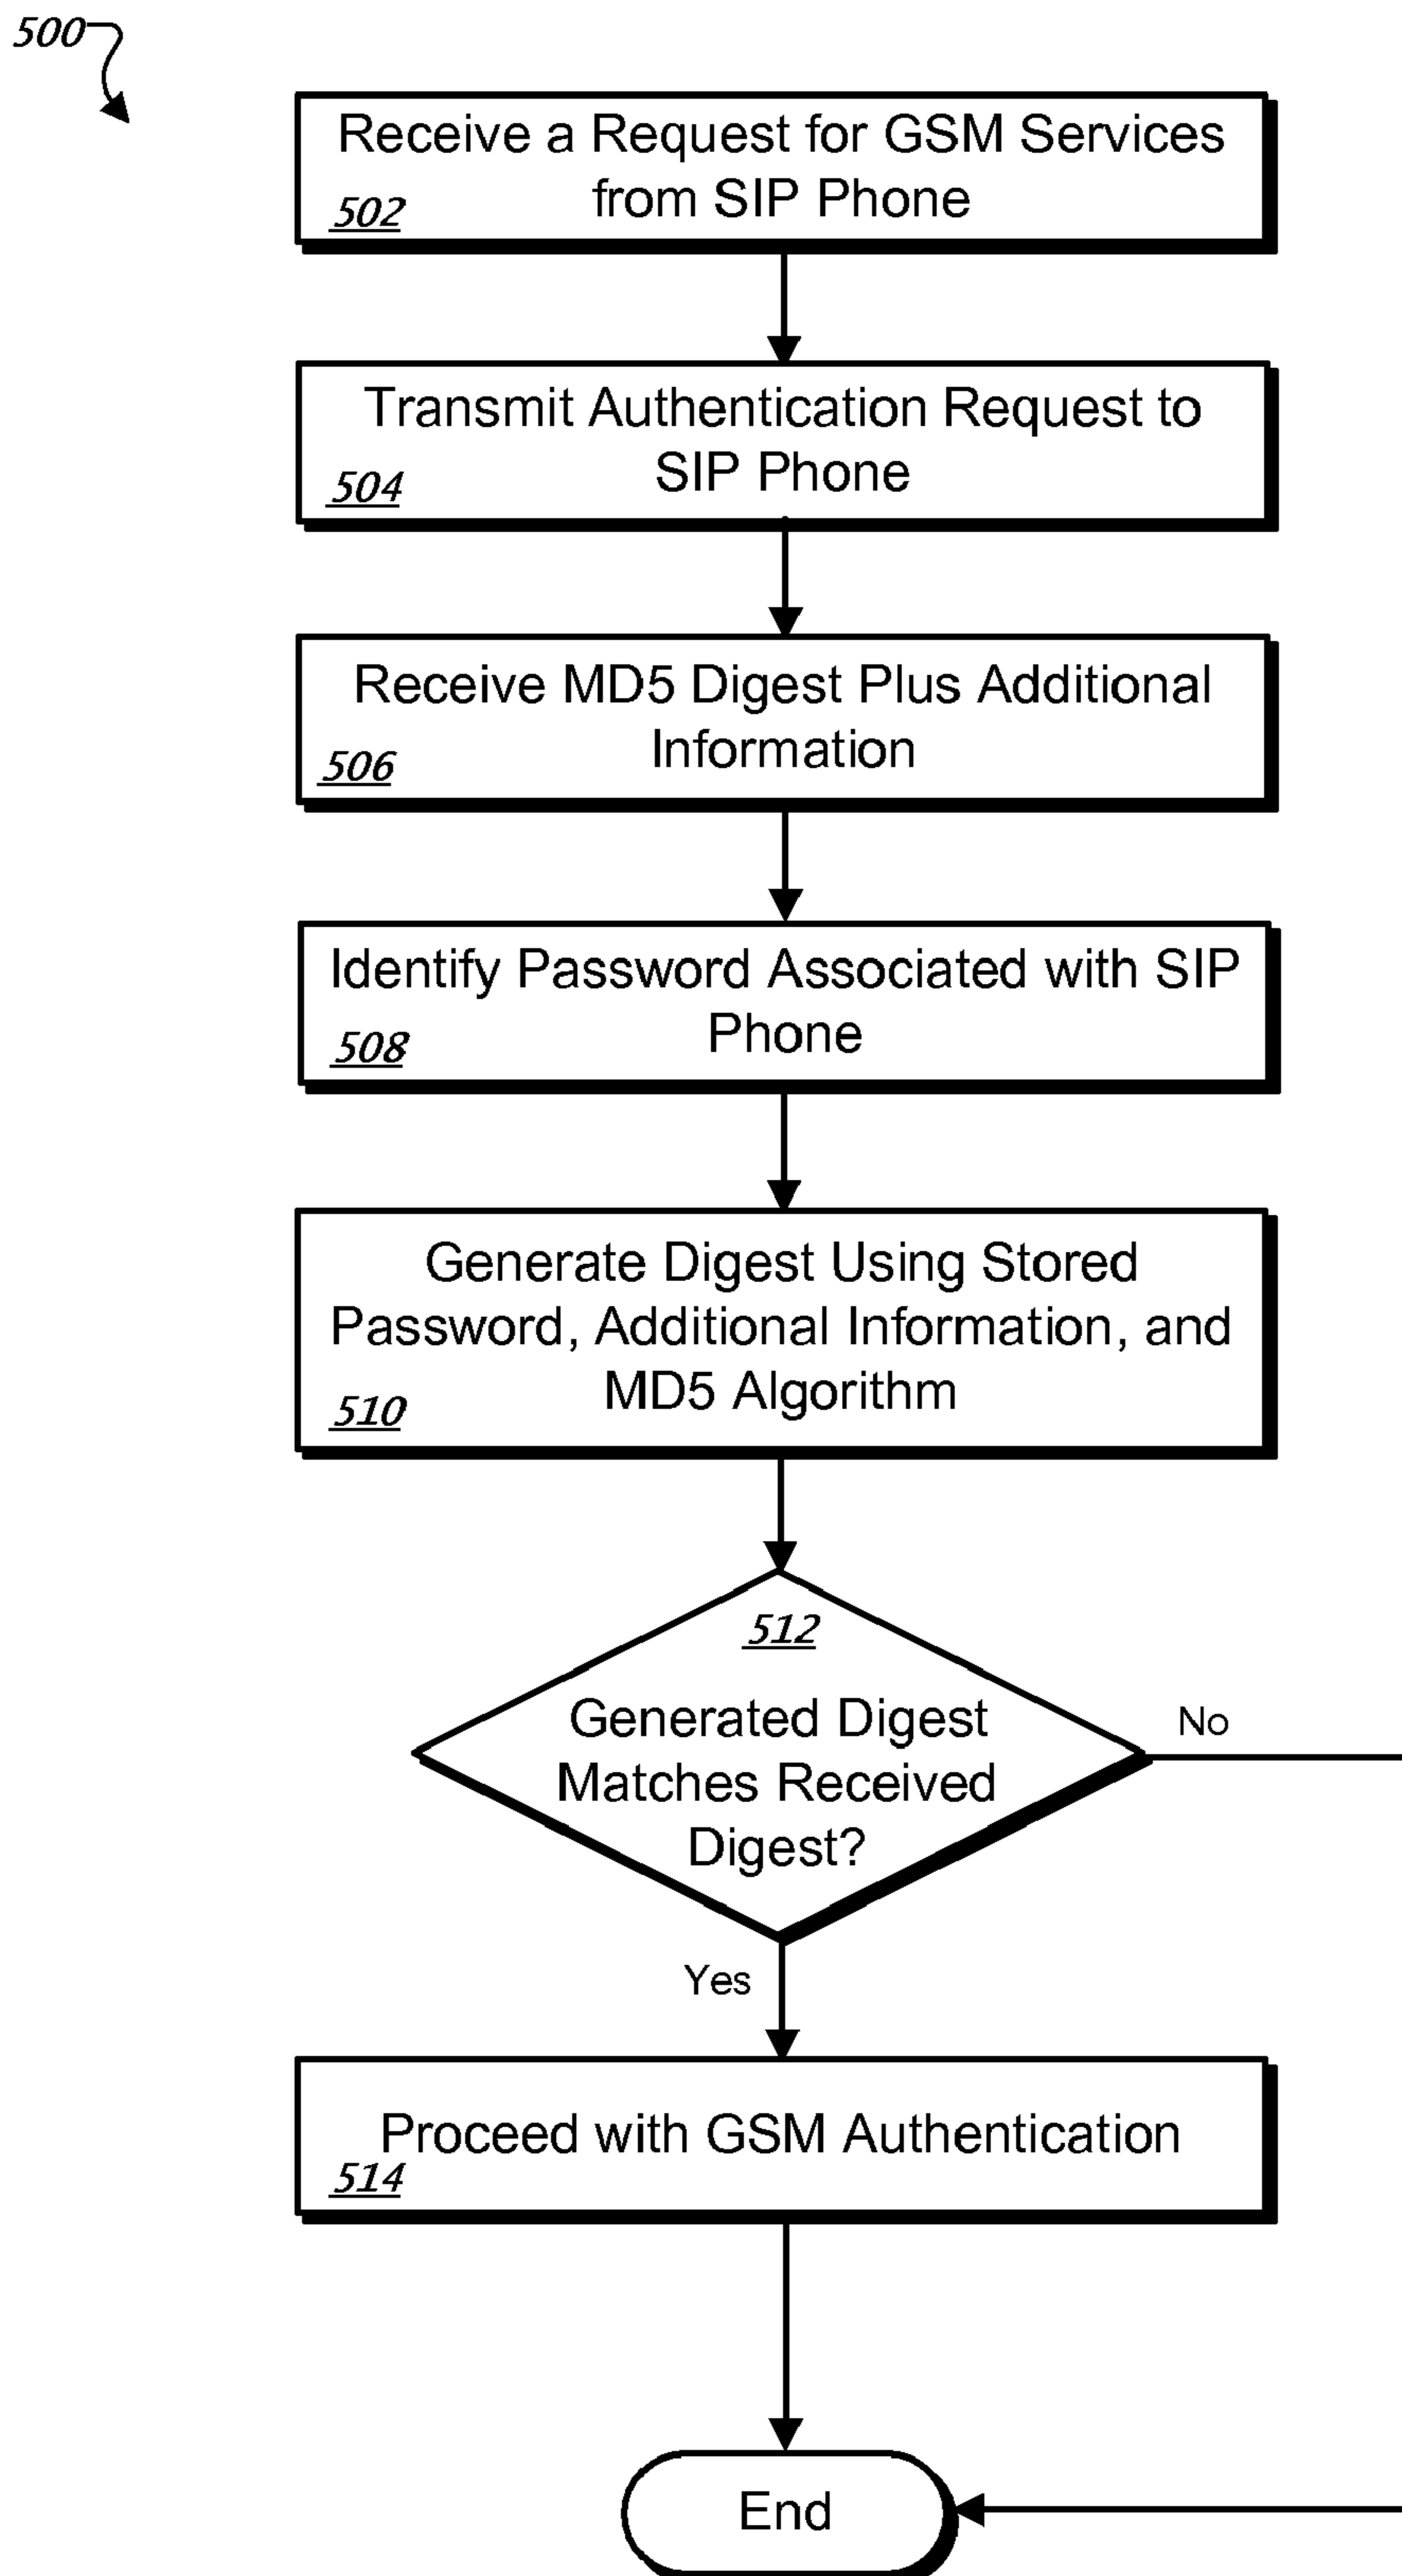 500
Receive a Request for GSM Services
from SIP Phone
502
Transmit Authentication Request to
SIP Phone
504
Receive MD5 Digest Plus Additional
Information
506
Identify Password Associated with SIP
Phone
508
Generate Digest Using Stored
Password, Additional Information, and
MD5 Algorithm
510
512
Generated Digest
Matches Received
Digest?
No
Yes
Proceed with GSM Authentication
514
End